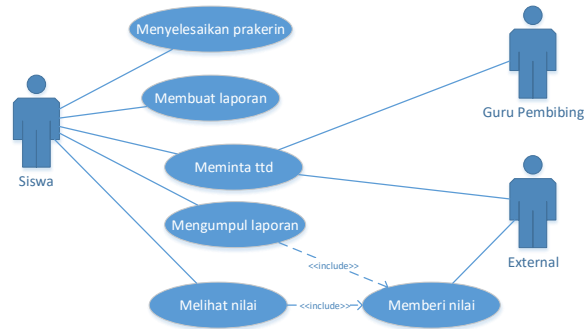 Menyelesaikan prakerin
Membuat laporan
Guru Pembibing
Siswa
Meminta ttd
Mengumpul laporan
External
<<include>>
Melihat nilai
<<include>>
Memberi nilai